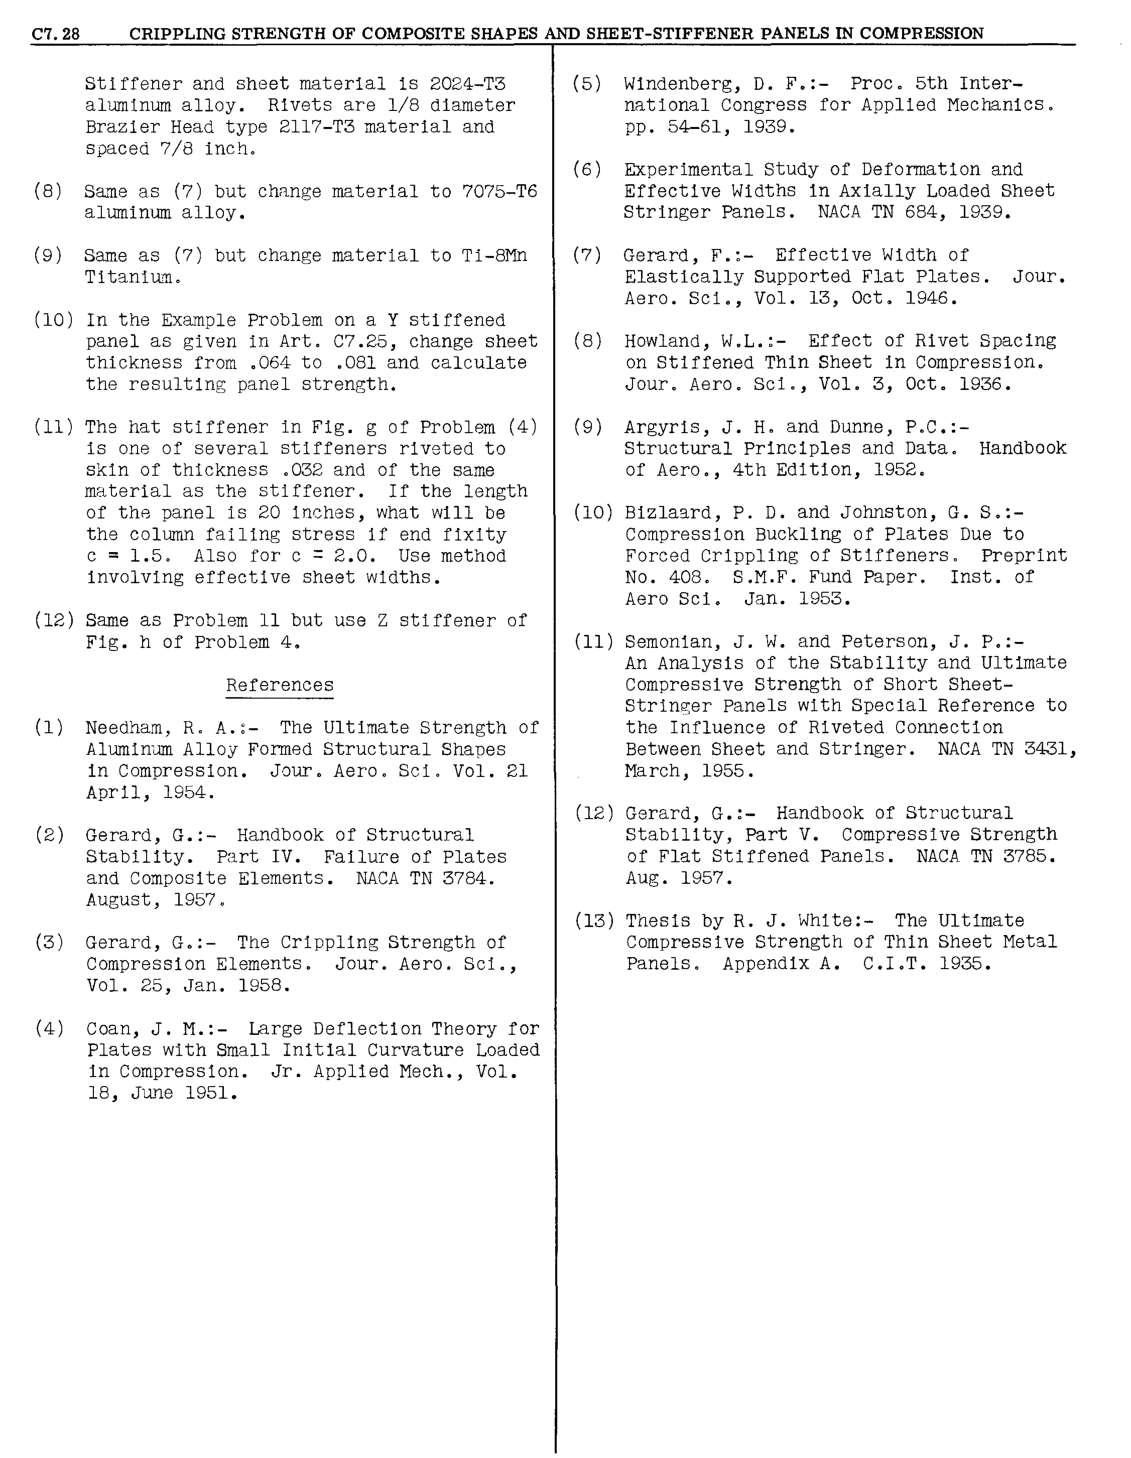 C7.28 CRIPPLING STRENGTH OF COMPOSITE SHAPES AND SHEET-STIFFENER PANELS IN COMPRESSION
Stiffener and sheet material is 2024-T3
aluminum alloy. Rivets are 1/8 diameter
Brazier Head type 2117-T3 material and
spaced 7/8 inch.
(8) Same as (7) but change material to 7075-T6
aluminum alloy.
(9) Same as (7) but change material to Ti-8Mn
Titanium.
(10) In the Example Problem on a Y stiffened
panel as given in Art. C7.25, change sheet
thickness from .064 to .081 and calculate
the resulting panel strength.
(11) The hat stiffener in Fig. g of Problem (4)
is one of several stiffeners riveted to
skin of thickness .032 and of the same
material as the stiffener. If the length
of the panel is 20 inches, what will be
the column failing stress if end fixity
c = 1.5. Also for c = 2.0. Use method
involving effective sheet widths.
(12) Same as Problem 11 but use Z stiffener of
Fig. h of Problem 4.
References
(1) Needham, R. A.:- The Ultimate Strength of
Aluminum Alloy Formed Structural Shapes
in Compression. Jour. Aero. Sci. Vol. 21
April, 1954.
(2) Gerard, G.:- Handbook of Structural
Stability. Part IV. Failure of Plates
and Composite Elements. NACA TN 3784.
August, 1957.
(3) Gerard, G.:- The Crippling Strength of
Compression Elements. Jour. Aero. Sci.,
Vol. 25, Jan. 1958.
(4) Coan, J. M.:- Large Deflection Theory for
Plates with Small Initial Curvature Loaded
in Compression. Jr. Applied Mech., Vol.
18, June 1951.
(5) Windenberg, D. F.:- Proc. 5th Inter-
national Congress for Applied Mechanics.
pp. 54-61, 1939.
(6) Experimental Study of Deformation and
Effective Widths in Axially Loaded Sheet
Stringer Panels. NACA TN 684, 1939.
(7) Gerard, F.:- Effective Width of
Elastically Supported Flat Plates. Jour.
Aero. Sci., Vol. 13, Oct. 1946.
(8) Howland, W.L.:- Effect of Rivet Spacing
on Stiffened Thin Sheet in Compression.
Jour. Aero. Sci., Vol. 3, Oct. 1936.
(9) Argyris, J. H. and Dunne, P.C.:-
Structural Principles and Data. Handbook
of Aero., 4th Edition, 1952.
(10) Bizlaard, P. D. and Johnston, G. S.:-
Compression Buckling of Plates Due to
Forced Crippling of Stiffeners. Preprint
No. 408. S.M.F. Fund Paper. Inst. of
Aero Sci. Jan. 1953.
(11) Semonian, J. W. and Peterson, J. P.:-
An Analysis of the Stability and Ultimate
Compressive Strength of Short Sheet-
Stringer Panels with Special Reference to
the Influence of Riveted Connection
Between Sheet and Stringer. NACA TN 3431,
March, 1955.
(12) Gerard, G.:- Handbook of Structural
Stability, Part V. Compressive Strength
of Flat Stiffened Panels. NACA TN 3785.
Aug. 1957.
(13) Thesis by R. J. White:- The Ultimate
Compressive Strength of Thin Sheet Metal
Panels. Appendix A. C.I.T. 1935.